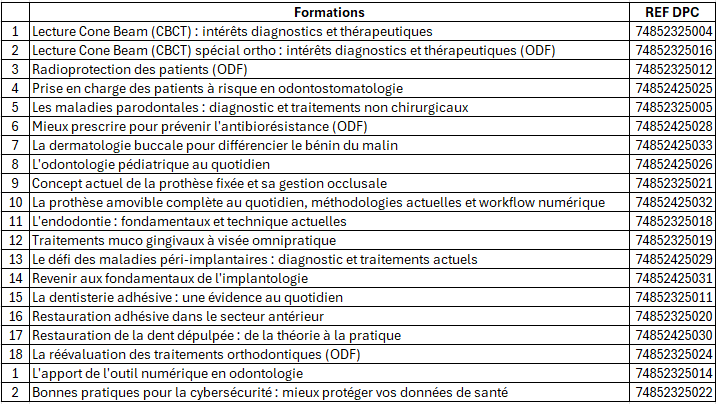 Formations REF DPC
1 Lecture Cone Beam (CBCT) : intérêts diagnostics et thérapeutiques 74852325004
2 Lecture Cone Beam (CBCT) spécial ortho : intérêts diagnostics et thérapeutiques (ODF) 74852325016
3 Radioprotection des patients (ODF) 74852325012
4 Prise en charge des patients à risque en odontostomatologie 74852425025
5 Les maladies parodontales : diagnostic et traitements non chirurgicaux 74852325005
6 Mieux prescrire pour prévenir l'antibiorésistance (ODF) 74852425028
7 La dermatologie buccale pour différencier le bénin du malin 74852425033
8 L'odontologie pédiatrique au quotidien 74852425026
9 Concept actuel de la prothèse fixée et sa gestion occlusale 74852325021
10 La prothèse amovible complète au quotidien, méthodologies actuelles et workflow numérique 74852425032
11 L'endodontie : fondamentaux et technique actuelles 74852325018
12 Traitements muco gingivaux à visée omnipratique 74852325019
13 Le défi des maladies péri-implantaires : diagnostic et traitements actuels 74852425029
14 Revenir aux fondamentaux de l'implantologie 74852425031
15 La dentisterie adhésive : une évidence au quotidien 74852325011
16 Restauration adhésive dans le secteur antérieur 74852325020
17 Restauration de la dent dépulpée : de la théorie à la pratique 74852425030
18 La réévaluation des traitements orthodontiques (ODF) 74852325024
1 L'apport de l'outil numérique en odontologie 74852325014
2 Bonnes pratiques pour la cybersécurité : mieux protéger vos données de santé 74852325022